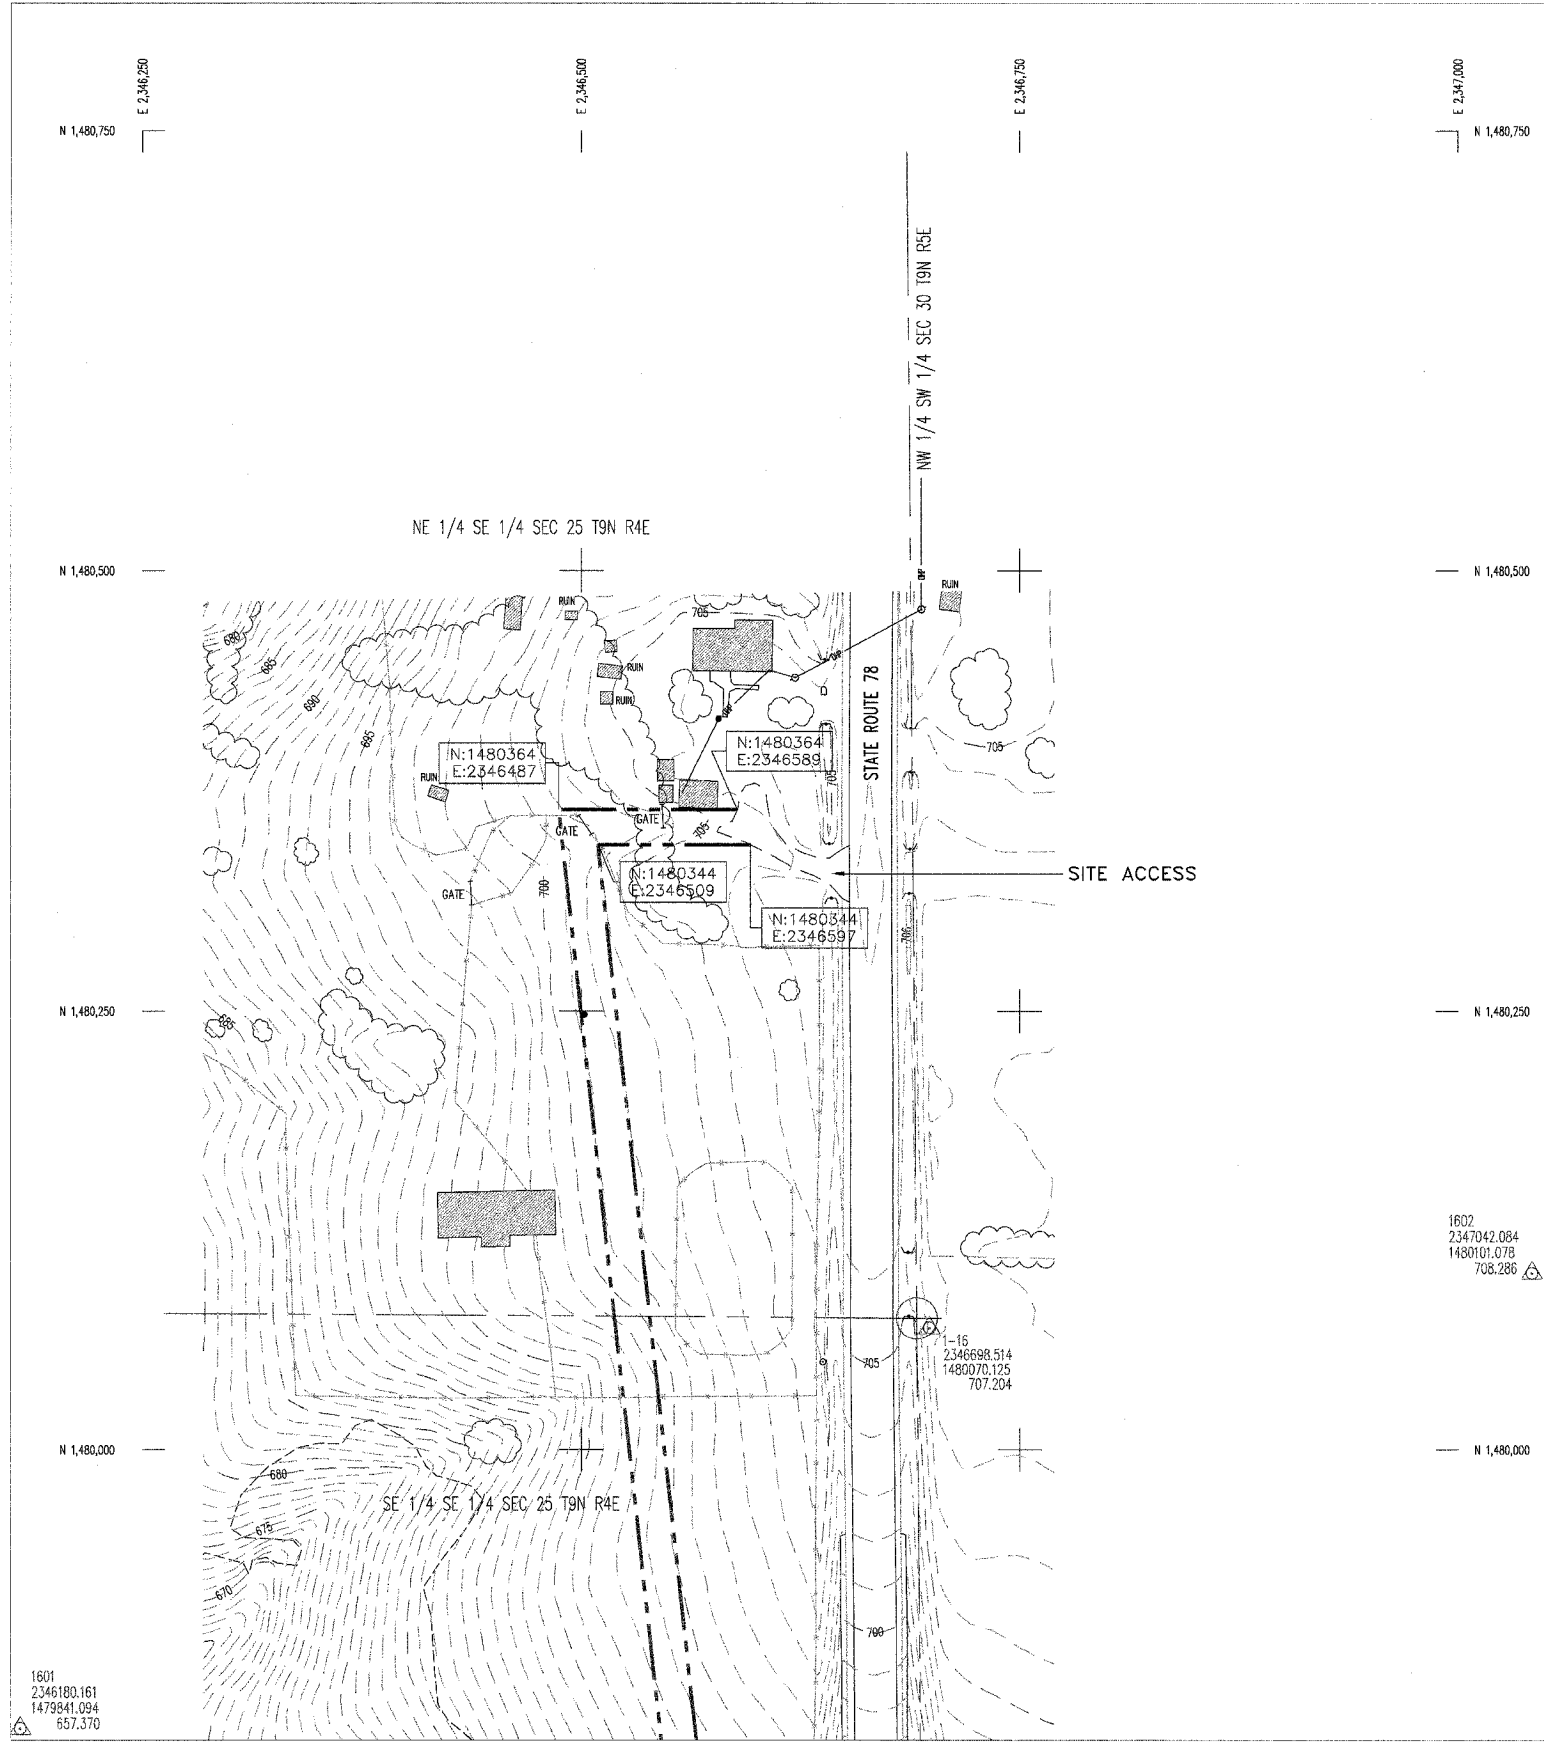 E 2,346,250
E 2,346,500
E 2,346,750
E 2,347,000
N 1,480,750
N 1,480,750
NW 1/4 SW 1/4 SEC 30 T9N R5E
NE 1/4 SE 1/4 SEC 25 T9N R4E
N 1,480,500
N 1,480,500
OHP
RUIN
RUIN
705
680
685
690
695
RUIN
RUIN
OHP
OHP
STATE ROUTE 78
705
705
N:1480364
E:2346487
N:1480364
E:2346589
RUIN
GATE
GATE
705
GATE
700
N:1480344
E:2346509
N:1480344
E:2346597
SITE ACCESS
706
N 1,480,250
N 1,480,250
685
1602
2347042.084
1480101.078
708.286
1-16
2346698.514
1480070.125
707.204
705
N 1,480,000
N 1,480,000
680
SE 1/4 SE 1/4 SEC 25 T9N R4E
675
670
700
1601
2346180.161
1479841.094
657.370